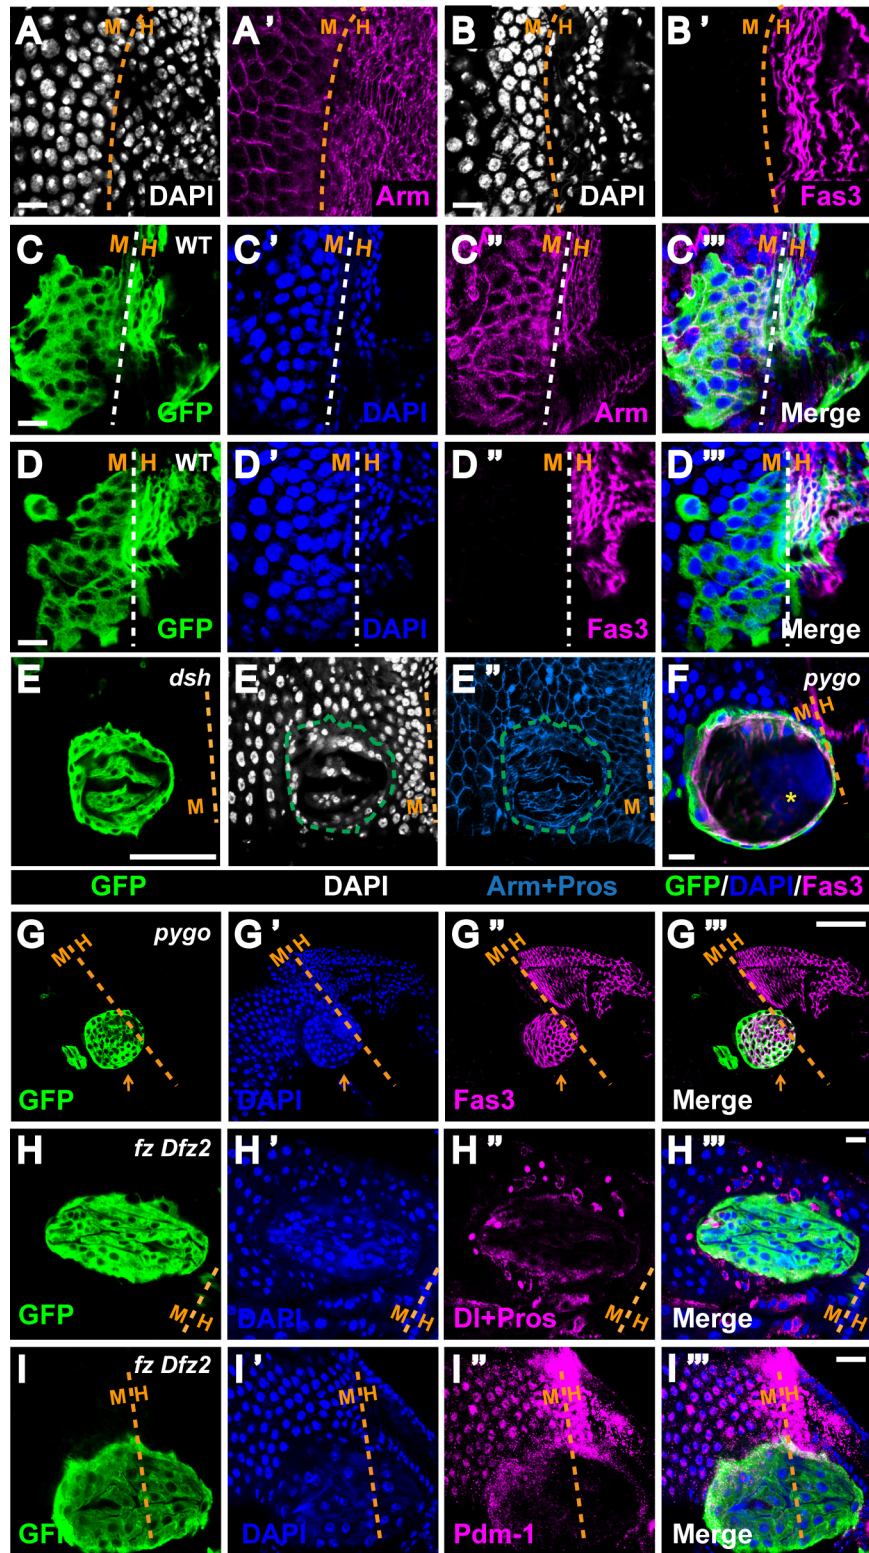 A M H DAPI
A' M H Arm
B M H DAPI
B' M H Fas3
C M H WT GFP
C' M H DAPI
C'' M H Arm
C''' M H Merge
D M H WT GFP
D' M H DAPI
D'' M H Fas3
D''' M H Merge
E dsh M
E'
E'' M
F pygo M H *
GFP DAPI Arm+Pros GFP/DAPI/Fas3
G pygo M H GFP
G' M H DAPI
G'' M H Fas3
G''' M H Merge
H fz Dfz2 M H GFP
H' M H DAPI
H'' M H Dl+Pros
H''' M H Merge
I fz Dfz2 M H GFP
I' M H DAPI
I'' M H Pdm-1
I''' M H Merge